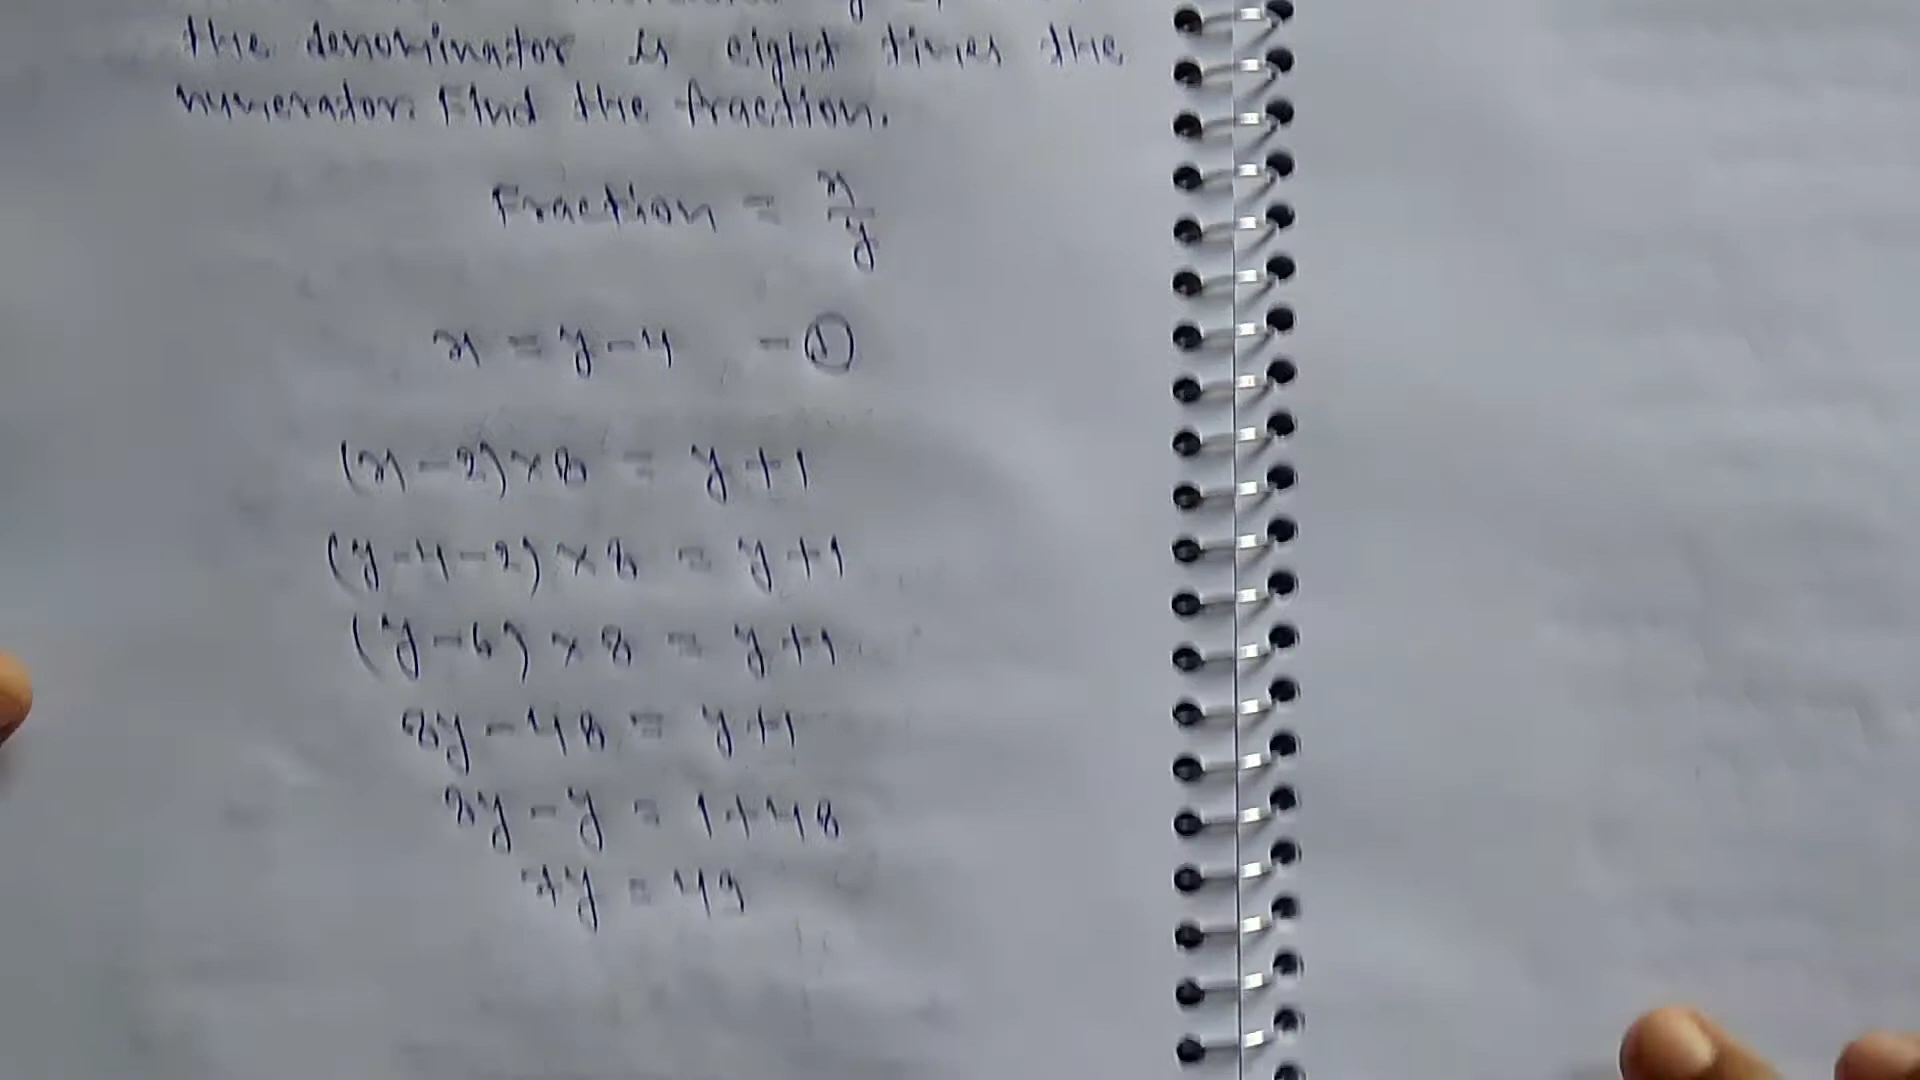 the denominator is eight times the
numerator. Find the fraction.
Fraction = x/y
x = y - 4 - ①
(x - 2) × 8 = y + 1
(y - 4 - 2) × 8 = y + 1
(y - 6) × 8 = y + 1
8y - 48 = y + 1
8y - y = 1 + 48
7y = 49